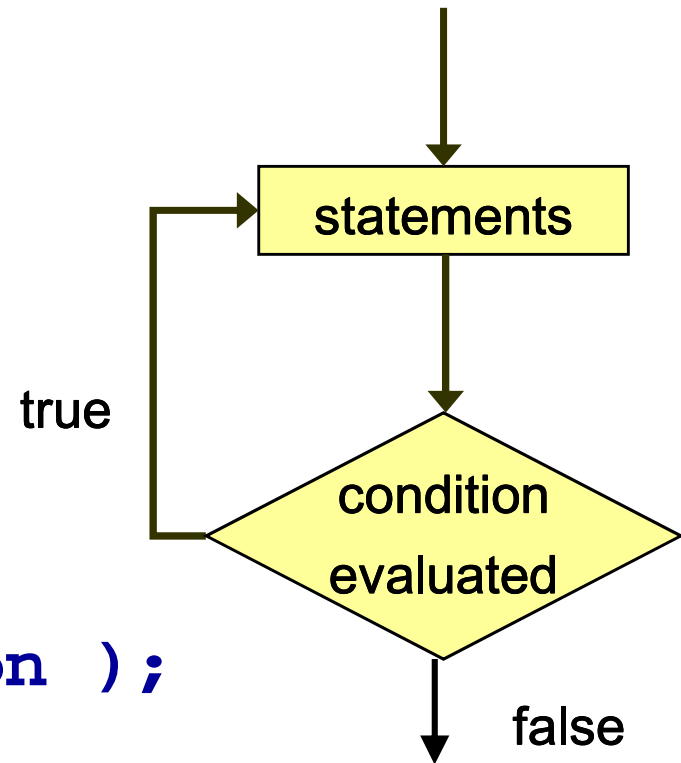 statements
true
condition
evaluated
on );
false